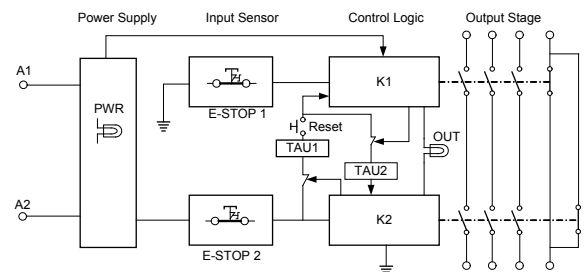 Power Supply
Input Sensor
Control Logic
Output Stage
A1
PWR
E-STOP 1
K1
Reset
TAU1
OUT
TAU2
A2
E-STOP 2
K2